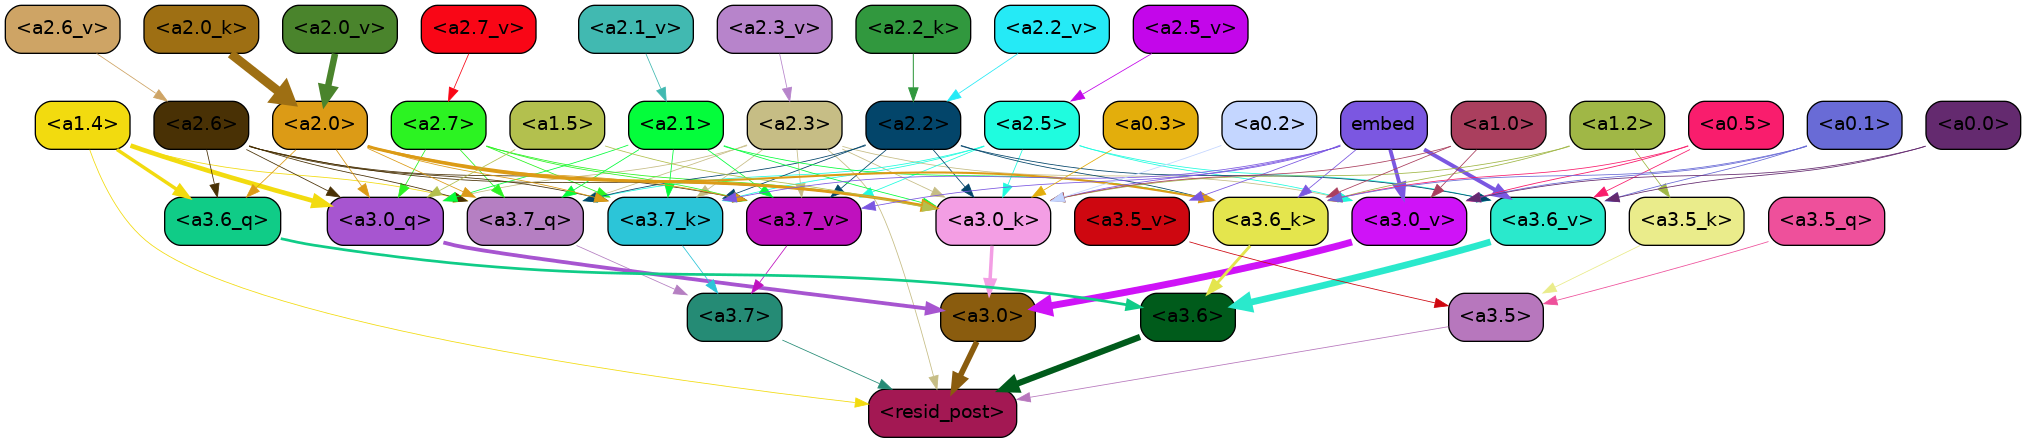 <a2.6_v> <a2.0_k> <a2.0_v> <a2.7_v> <a2.1_v> <a2.3_v> <a2.2_k> <a2.2_v> <a2.5_v>
<a1.4> <a2.6> <a2.0> <a2.7> <a1.5> <a2.1> <a2.3> <a2.2> <a2.5> <a0.3> <a0.2> embed <a1.0> <a1.2> <a0.5> <a0.1> <a0.0>
<a3.6_q> <a3.0_q> <a3.7_q> <a3.7_k> <a3.7_v> <a3.0_k> <a3.5_v> <a3.6_k> <a3.0_v> <a3.6_v> <a3.5_k> <a3.5_q>
<a3.7> <a3.0> <a3.6> <a3.5>
<resid_post>